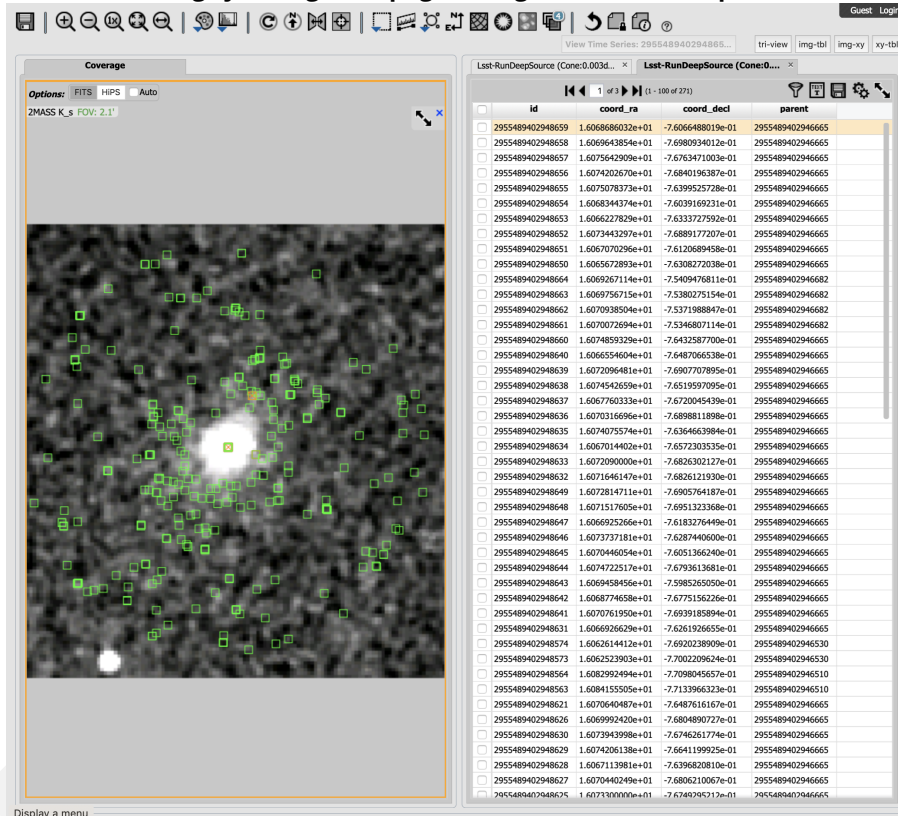 Guest Login
View Time Series: 295548940294865...
tri-view img-tbl img-xy xy-tbl
Coverage
Options: FITS HiPS Auto
2MASS K_s FOV: 2.1'
Lsst-RunDeepSource (Cone:0.003d... × Lsst-RunDeepSource (Cone:0.... ×
1 of 3 (1 - 100 of 271)
id coord_ra coord_decl parent
2955489402948659 1.6068686032e+01 -7.6066488019e-01 2955489402946665
2955489402948658 1.6069643854e+01 -7.6980934012e-01 2955489402946665
2955489402948657 1.6075642909e+01 -7.6763471003e-01 2955489402946665
2955489402948656 1.6074202670e+01 -7.6840196387e-01 2955489402946665
2955489402948655 1.6075078373e+01 -7.6399525728e-01 2955489402946665
2955489402948654 1.6068344374e+01 -7.6039169231e-01 2955489402946665
2955489402948653 1.6066227829e+01 -7.6333727592e-01 2955489402946665
2955489402948652 1.6073443297e+01 -7.6889177207e-01 2955489402946665
2955489402948651 1.6067070296e+01 -7.6120689458e-01 2955489402946665
2955489402948650 1.6065672893e+01 -7.6308272038e-01 2955489402946665
2955489402948664 1.6069267114e+01 -7.5409476811e-01 2955489402946682
2955489402948663 1.6069756715e+01 -7.5380275154e-01 2955489402946682
2955489402948662 1.6070938504e+01 -7.5371988847e-01 2955489402946682
2955489402948661 1.6070072694e+01 -7.5346807114e-01 2955489402946682
2955489402948660 1.6074859329e+01 -7.6432587700e-01 2955489402946665
2955489402948640 1.6066554604e+01 -7.6487066538e-01 2955489402946665
2955489402948639 1.6072096481e+01 -7.6907707895e-01 2955489402946665
2955489402948638 1.6074542659e+01 -7.6519597095e-01 2955489402946665
2955489402948637 1.6067760333e+01 -7.6720045439e-01 2955489402946665
2955489402948636 1.6070316696e+01 -7.6898811898e-01 2955489402946665
2955489402948635 1.6074075574e+01 -7.6364663984e-01 2955489402946665
2955489402948634 1.6067014402e+01 -7.6572303535e-01 2955489402946665
2955489402948633 1.6072090000e+01 -7.6826302127e-01 2955489402946665
2955489402948632 1.6071646147e+01 -7.6826121930e-01 2955489402946665
2955489402948649 1.6072814711e+01 -7.6905764187e-01 2955489402946665
2955489402948648 1.6071517605e+01 -7.6951323368e-01 2955489402946665
2955489402948647 1.6066925266e+01 -7.6183276449e-01 2955489402946665
2955489402948646 1.6073737181e+01 -7.6287440600e-01 2955489402946665
2955489402948645 1.6070446054e+01 -7.6051366240e-01 2955489402946665
2955489402948644 1.6074722517e+01 -7.6793613681e-01 2955489402946665
2955489402948643 1.6069458456e+01 -7.5985265050e-01 2955489402946665
2955489402948642 1.6068774658e+01 -7.6775156226e-01 2955489402946665
2955489402948641 1.6070761950e+01 -7.6939185894e-01 2955489402946665
2955489402948631 1.6066926629e+01 -7.6261926655e-01 2955489402946665
2955489402948574 1.6062614412e+01 -7.6920238909e-01 2955489402946530
2955489402948573 1.6062523903e+01 -7.7002209624e-01 2955489402946530
2955489402948564 1.6082992494e+01 -7.7098045657e-01 2955489402946510
2955489402948563 1.6084155505e+01 -7.7133966323e-01 2955489402946510
2955489402948621 1.6070640487e+01 -7.6487616167e-01 2955489402946665
2955489402948626 1.6069992420e+01 -7.6804890727e-01 2955489402946665
2955489402948630 1.6073943998e+01 -7.6746261774e-01 2955489402946665
2955489402948629 1.6074206138e+01 -7.6641199925e-01 2955489402946665
2955489402948628 1.6067113981e+01 -7.6396820810e-01 2955489402946665
2955489402948627 1.6070440249e+01 -7.6806210067e-01 2955489402946665
2955489402948625 1.6073300000e+01 -7.6749295212e-01 2955489402946665
Display a menu